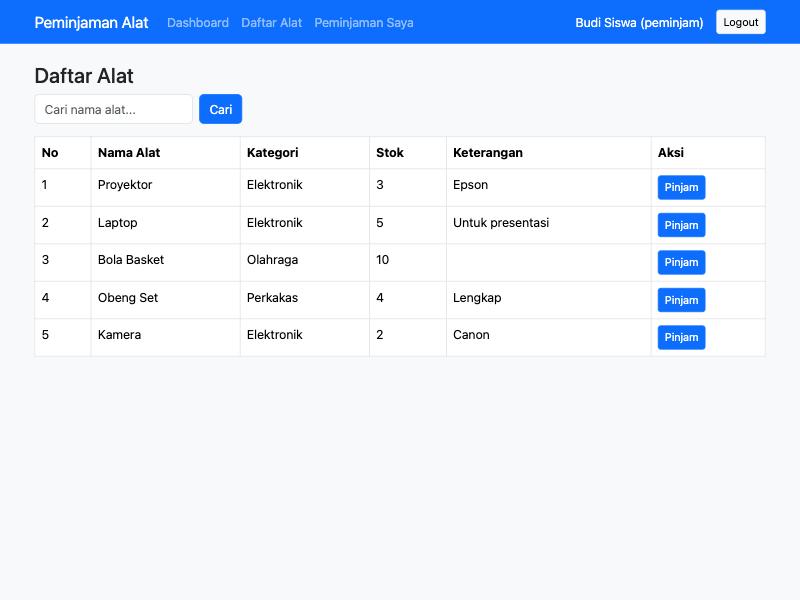 Peminjaman Alat Dashboard Daftar Alat Peminjaman Saya Budi Siswa (peminjam) Logout
Daftar Alat
Cari nama alat... Cari
No Nama Alat Kategori Stok Keterangan Aksi
1 Proyektor Elektronik 3 Epson Pinjam
2 Laptop Elektronik 5 Untuk presentasi Pinjam
3 Bola Basket Olahraga 10 Pinjam
4 Obeng Set Perkakas 4 Lengkap Pinjam
5 Kamera Elektronik 2 Canon Pinjam